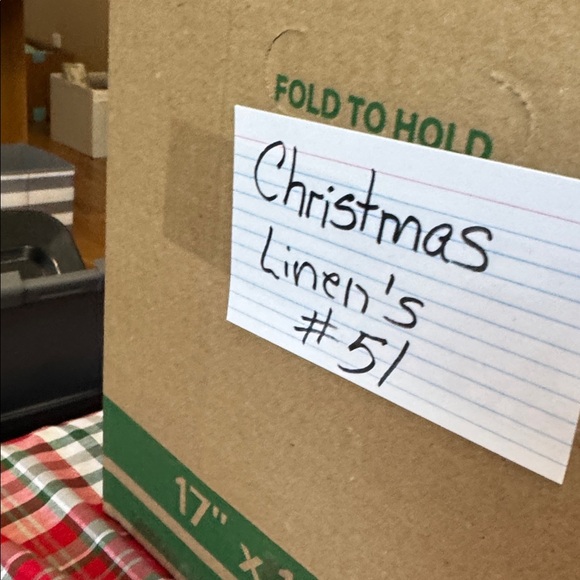 FOLD TO HOLD
Christmas
Linen's
#51
17" x